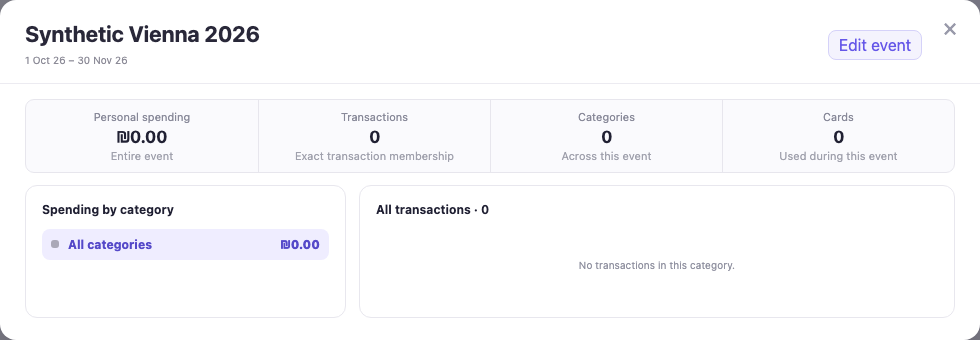 Synthetic Vienna 2026
1 Oct 26 – 30 Nov 26
Edit event
×
Personal spending
₪0.00
Entire event
Transactions
0
Exact transaction membership
Categories
0
Across this event
Cards
0
Used during this event
Spending by category
All categories ₪0.00
All transactions · 0
No transactions in this category.